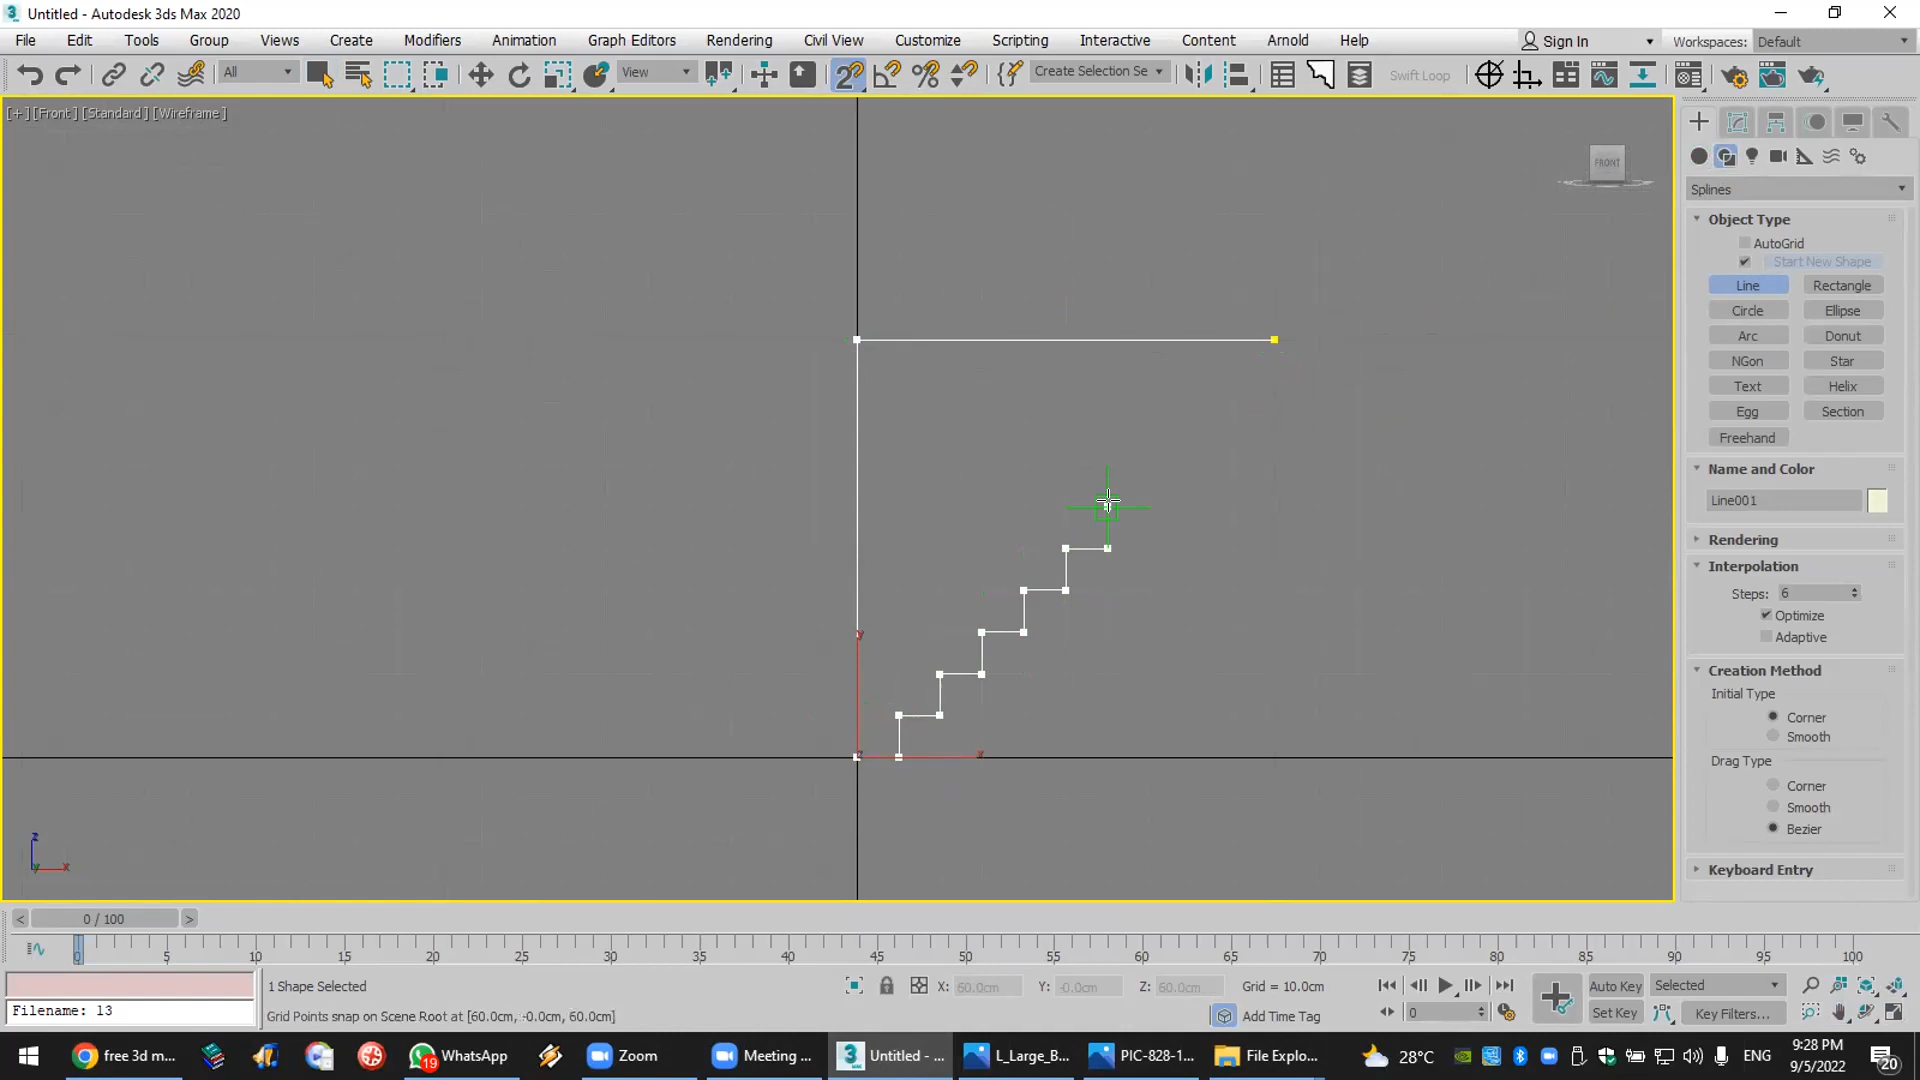 Untitled - Autodesk 3ds Max 2020
File Edit Tools Group Views Create Modifiers Animation Graph Editors Rendering Civil View Customize Scripting Interactive Content Arnold Help Sign In Workspaces: Default
All View Create Selection Se Swift Loop
[+][Front][Standard][Wireframe]
FRONT
Splines
Object Type
AutoGrid
Start New Shape
Line Rectangle
Circle Ellipse
Arc Donut
NGon Star
Text Helix
Egg Section
Freehand
Name and Color
Line001
Rendering
Interpolation
Steps: 6
Optimize
Adaptive
Creation Method
Initial Type
Corner
Smooth
Drag Type
Corner
Smooth
Bezier
Keyboard Entry
z
x
0 / 100
0 5 10 15 20 25 30 35 40 45 50 55 60 65 70 75 80 85 90 95 100
1 Shape Selected X: 60.0cm Y: -0.0cm Z: 60.0cm Grid = 10.0cm Auto Key Selected
Filename: 13
Grid Points snap on Scene Root at [60.0cm, -0.0cm, 60.0cm] Add Time Tag 0 Set Key Key Filters...
free 3d m... 19 WhatsApp Zoom Meeting ... Untitled - ... L_Large_B... PIC-828-1... File Explo... 28°C ENG 9:28 PM
9/5/2022 20